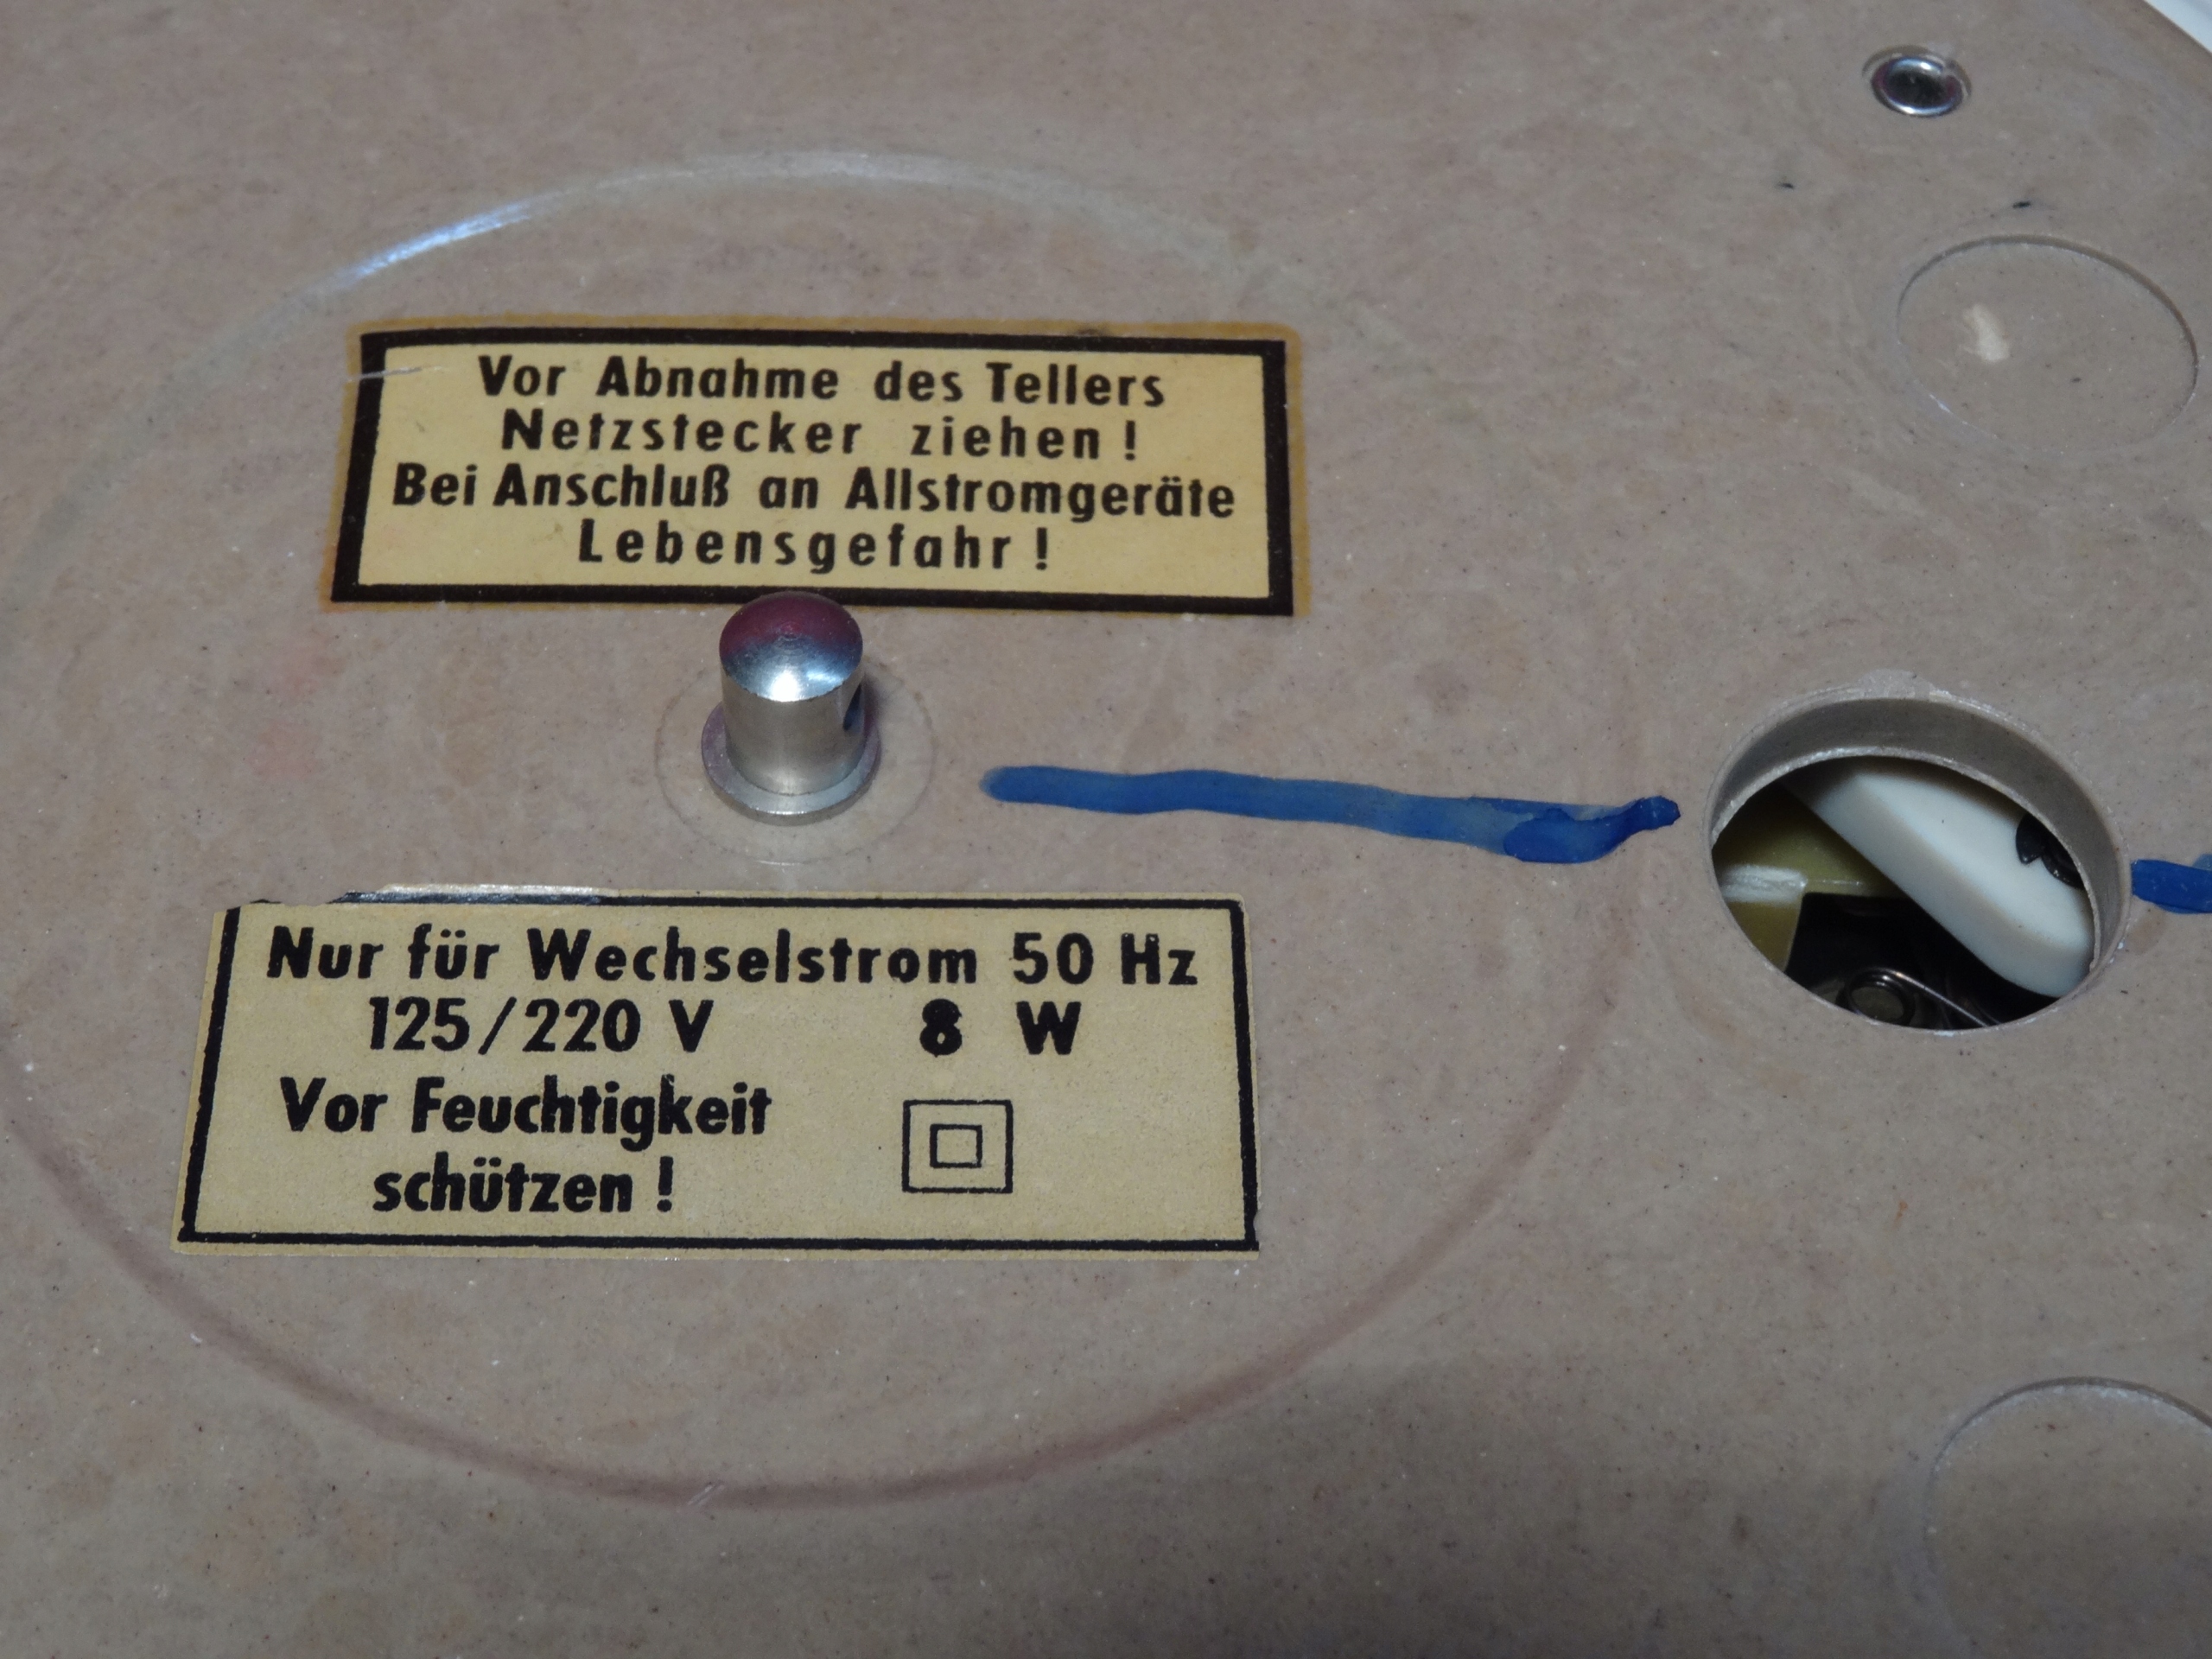 Vor Abnahme des Tellers
Netzstecker ziehen !
Bei Anschluß an Allstromgeräte
Lebensgefahr !
Nur für Wechselstrom 50 Hz
125/220 V 8 W
Vor Feuchtigkeit
schützen !